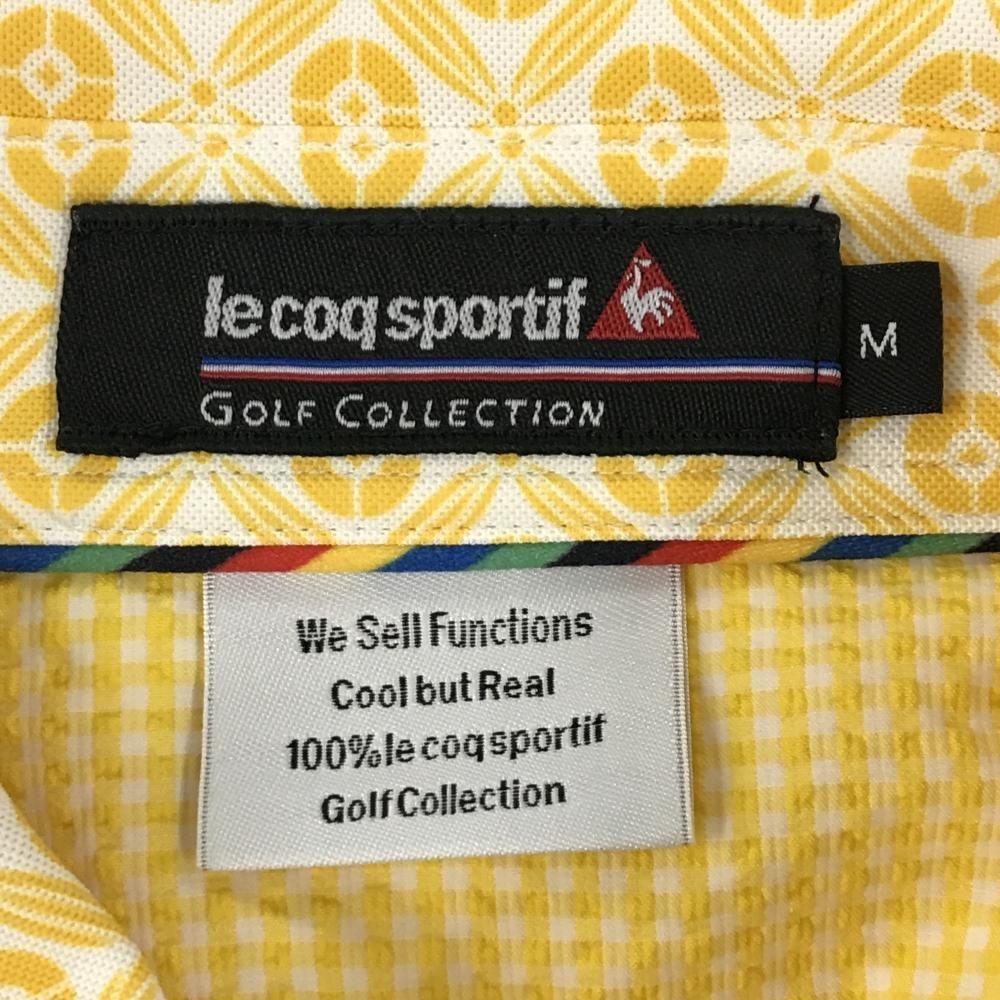 le coq sportif
GOLF COLLECTION
M
We Sell Functions
Cool but Real
100% le coq sportif
Golf Collection